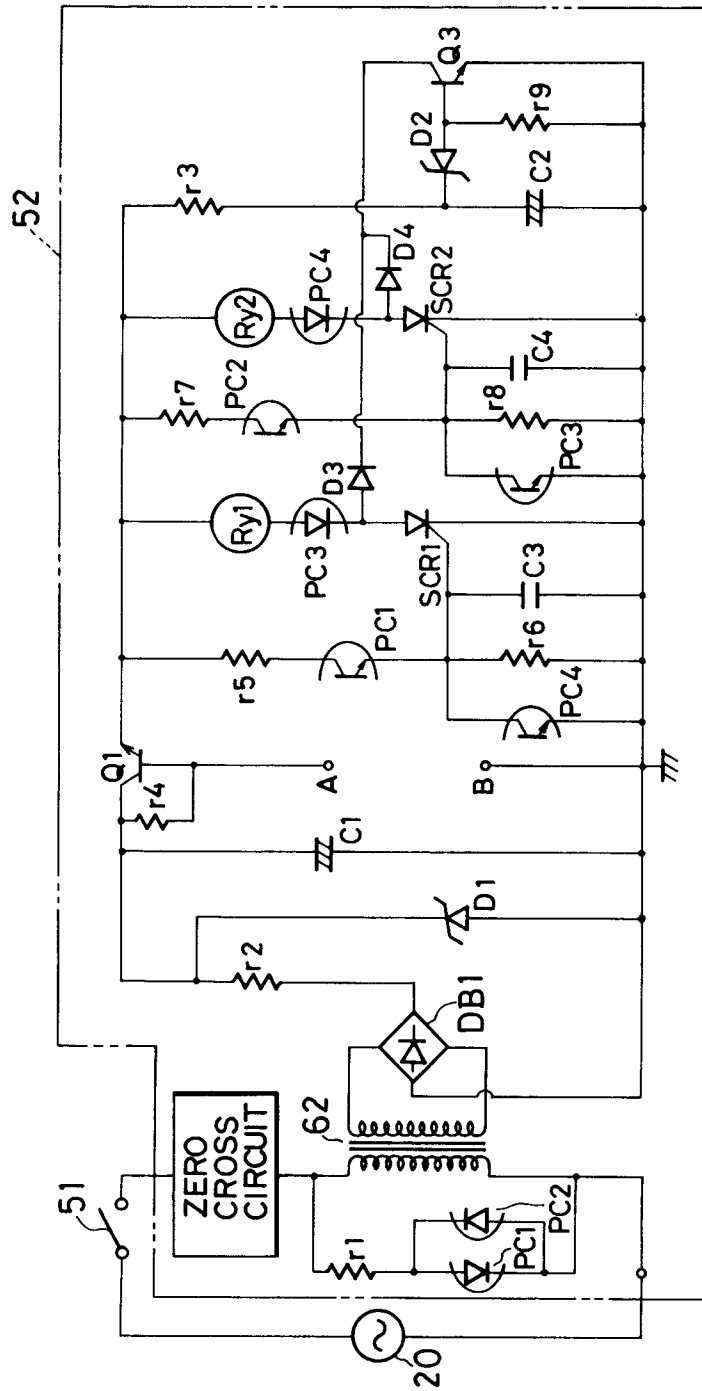 52
51
ZERO
CROSS
CIRCUIT
20
r1
PC1
PC2
62
DB1
r2
D1
C1
r4
Q1
A
B
r5
PC1
PC4
r6
C3
SCR1
Ry1
PC3
D3
r7
PC2
PC3
r8
C4
SCR2
Ry2
PC4
D4
r3
D2
C2
r9
Q3